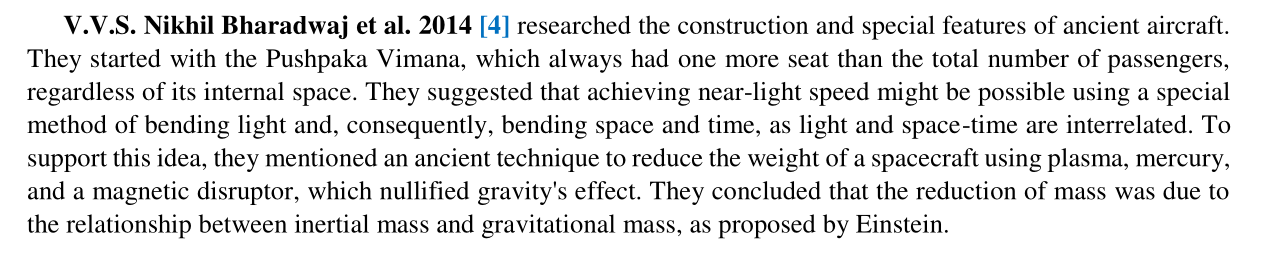 V.V.S. Nikhil Bharadwaj et al. 2014 [4] researched the construction and special features of ancient aircraft.
They started with the Pushpaka Vimana, which always had one more seat than the total number of passengers,
regardless of its internal space. They suggested that achieving near-light speed might be possible using a special
method of bending light and, consequently, bending space and time, as light and space-time are interrelated. To
support this idea, they mentioned an ancient technique to reduce the weight of a spacecraft using plasma, mercury,
and a magnetic disruptor, which nullified gravity's effect. They concluded that the reduction of mass was due to
the relationship between inertial mass and gravitational mass, as proposed by Einstein.